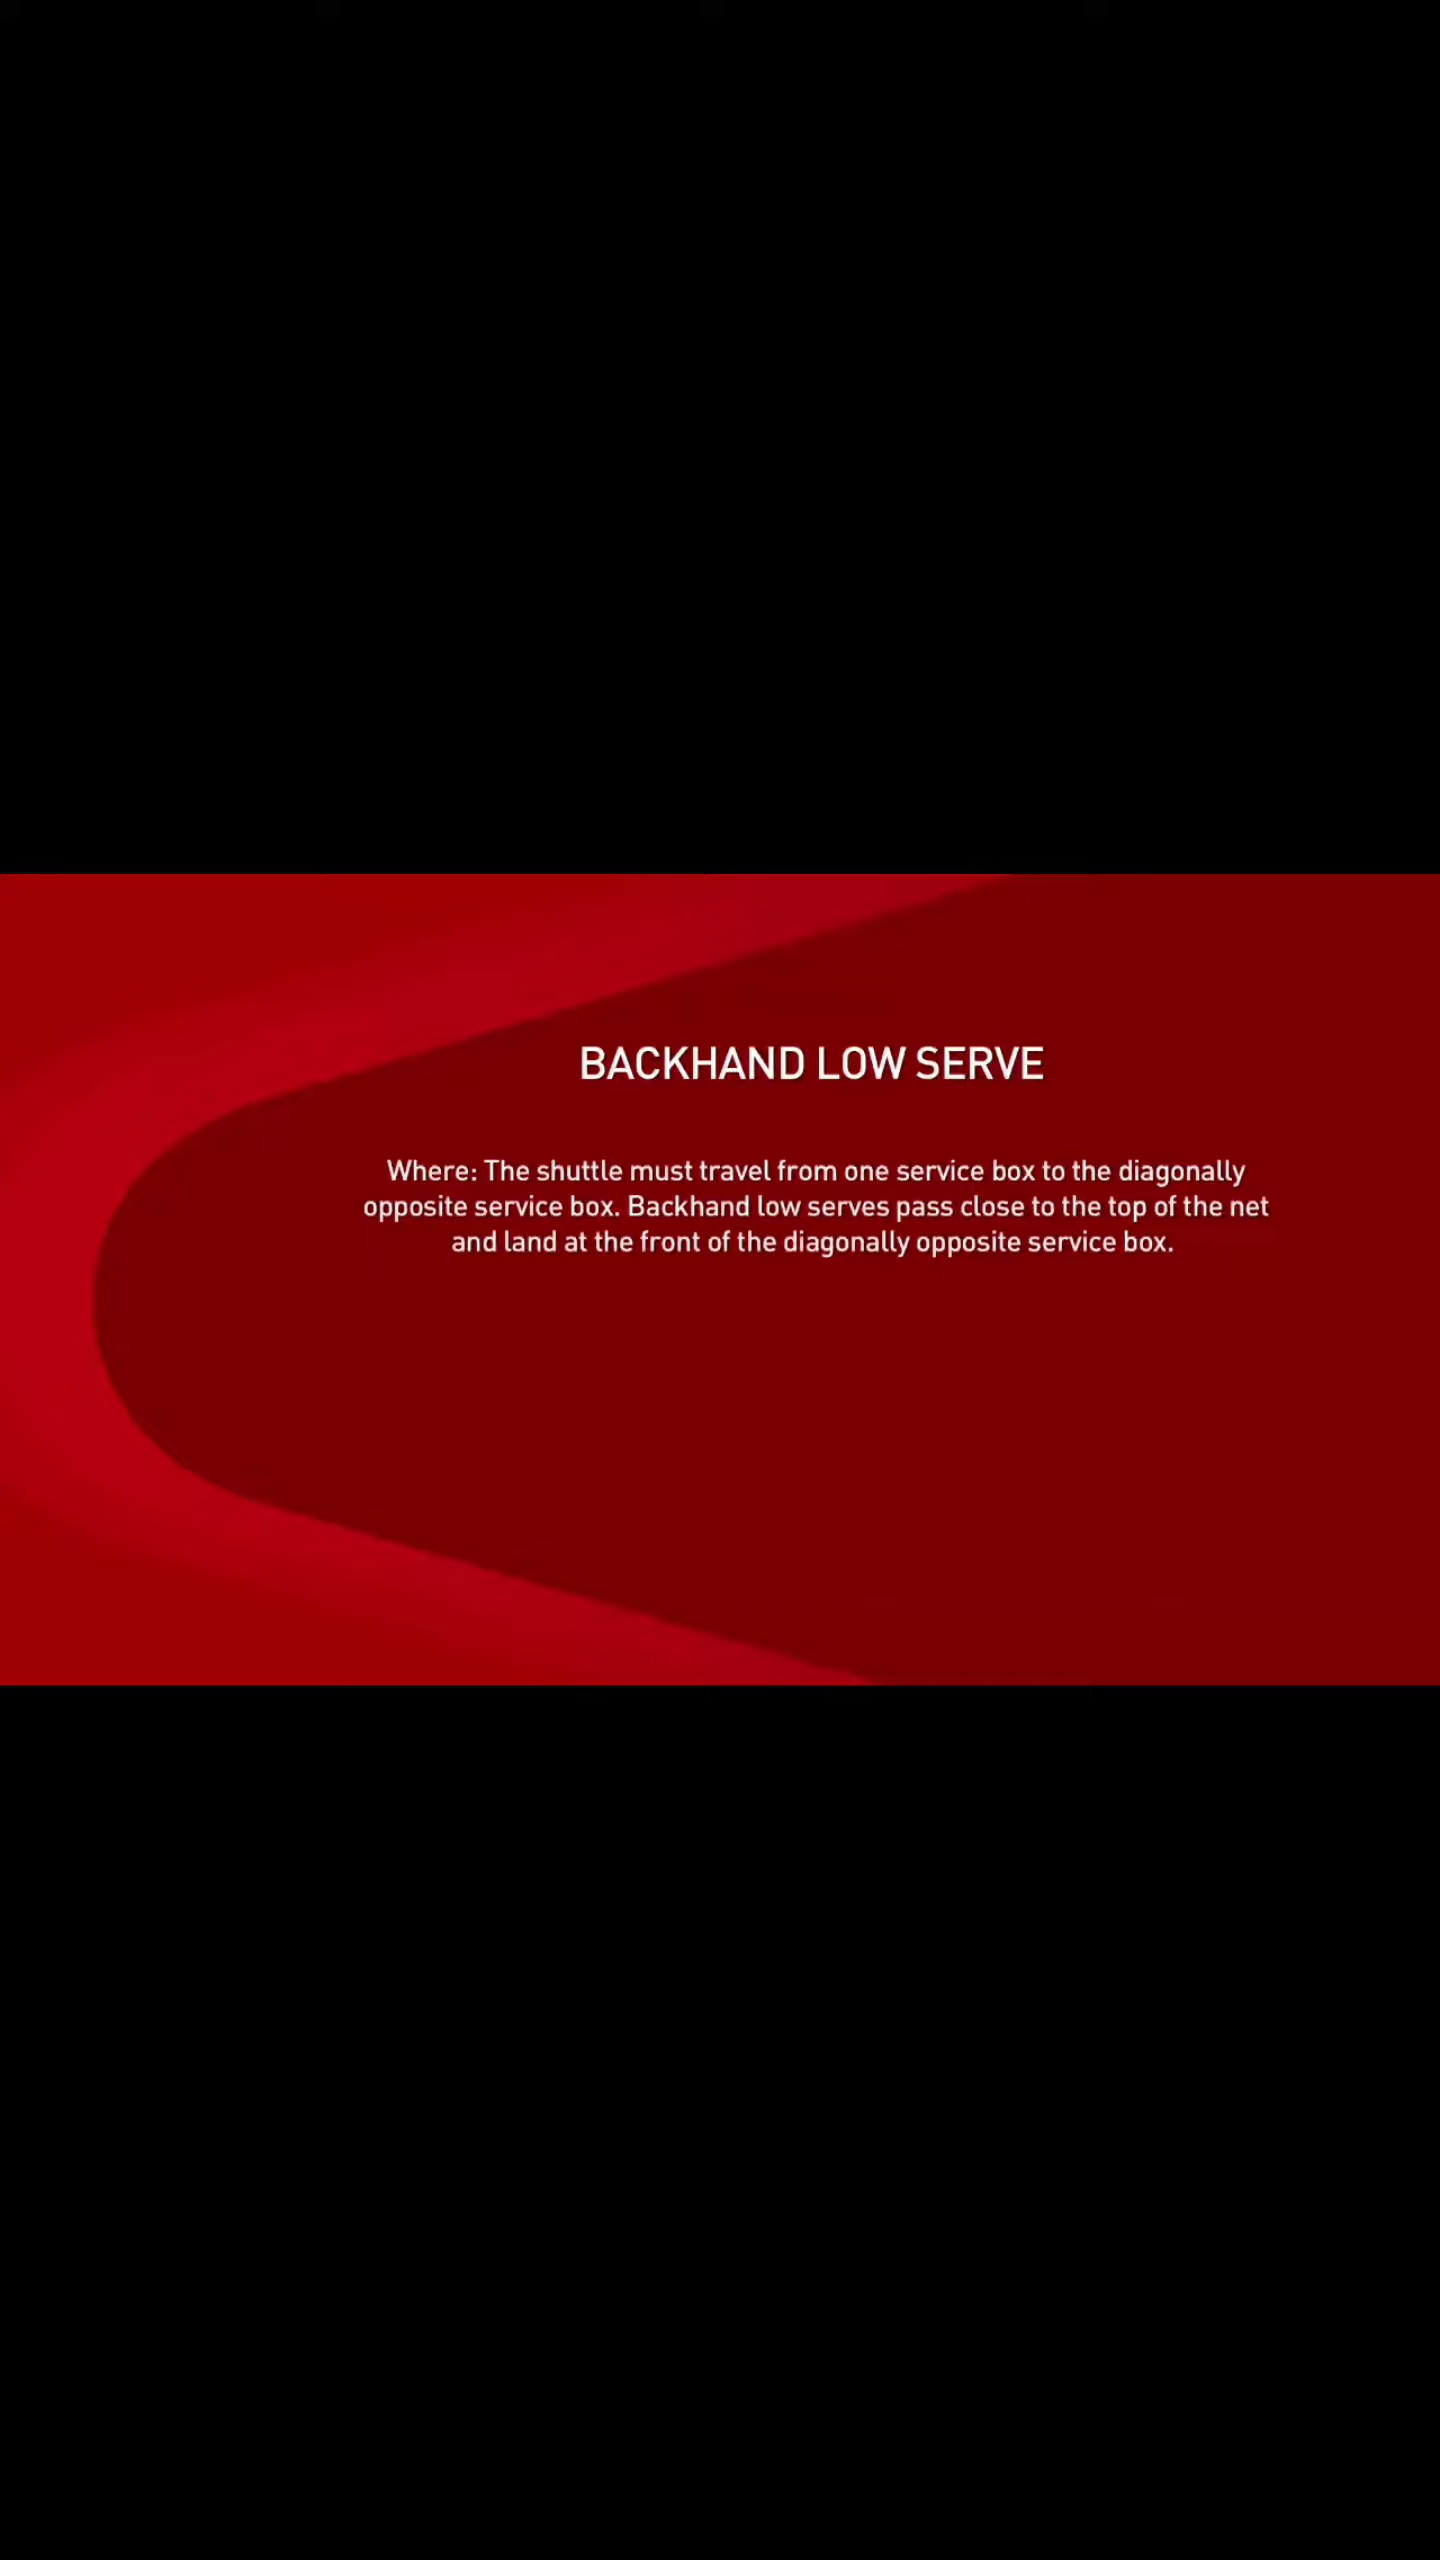 BACKHAND LOW SERVE
Where: The shuttle must travel from one service box to the diagonally
opposite service box. Backhand low serves pass close to the top of the net
and land at the front of the diagonally opposite service box.